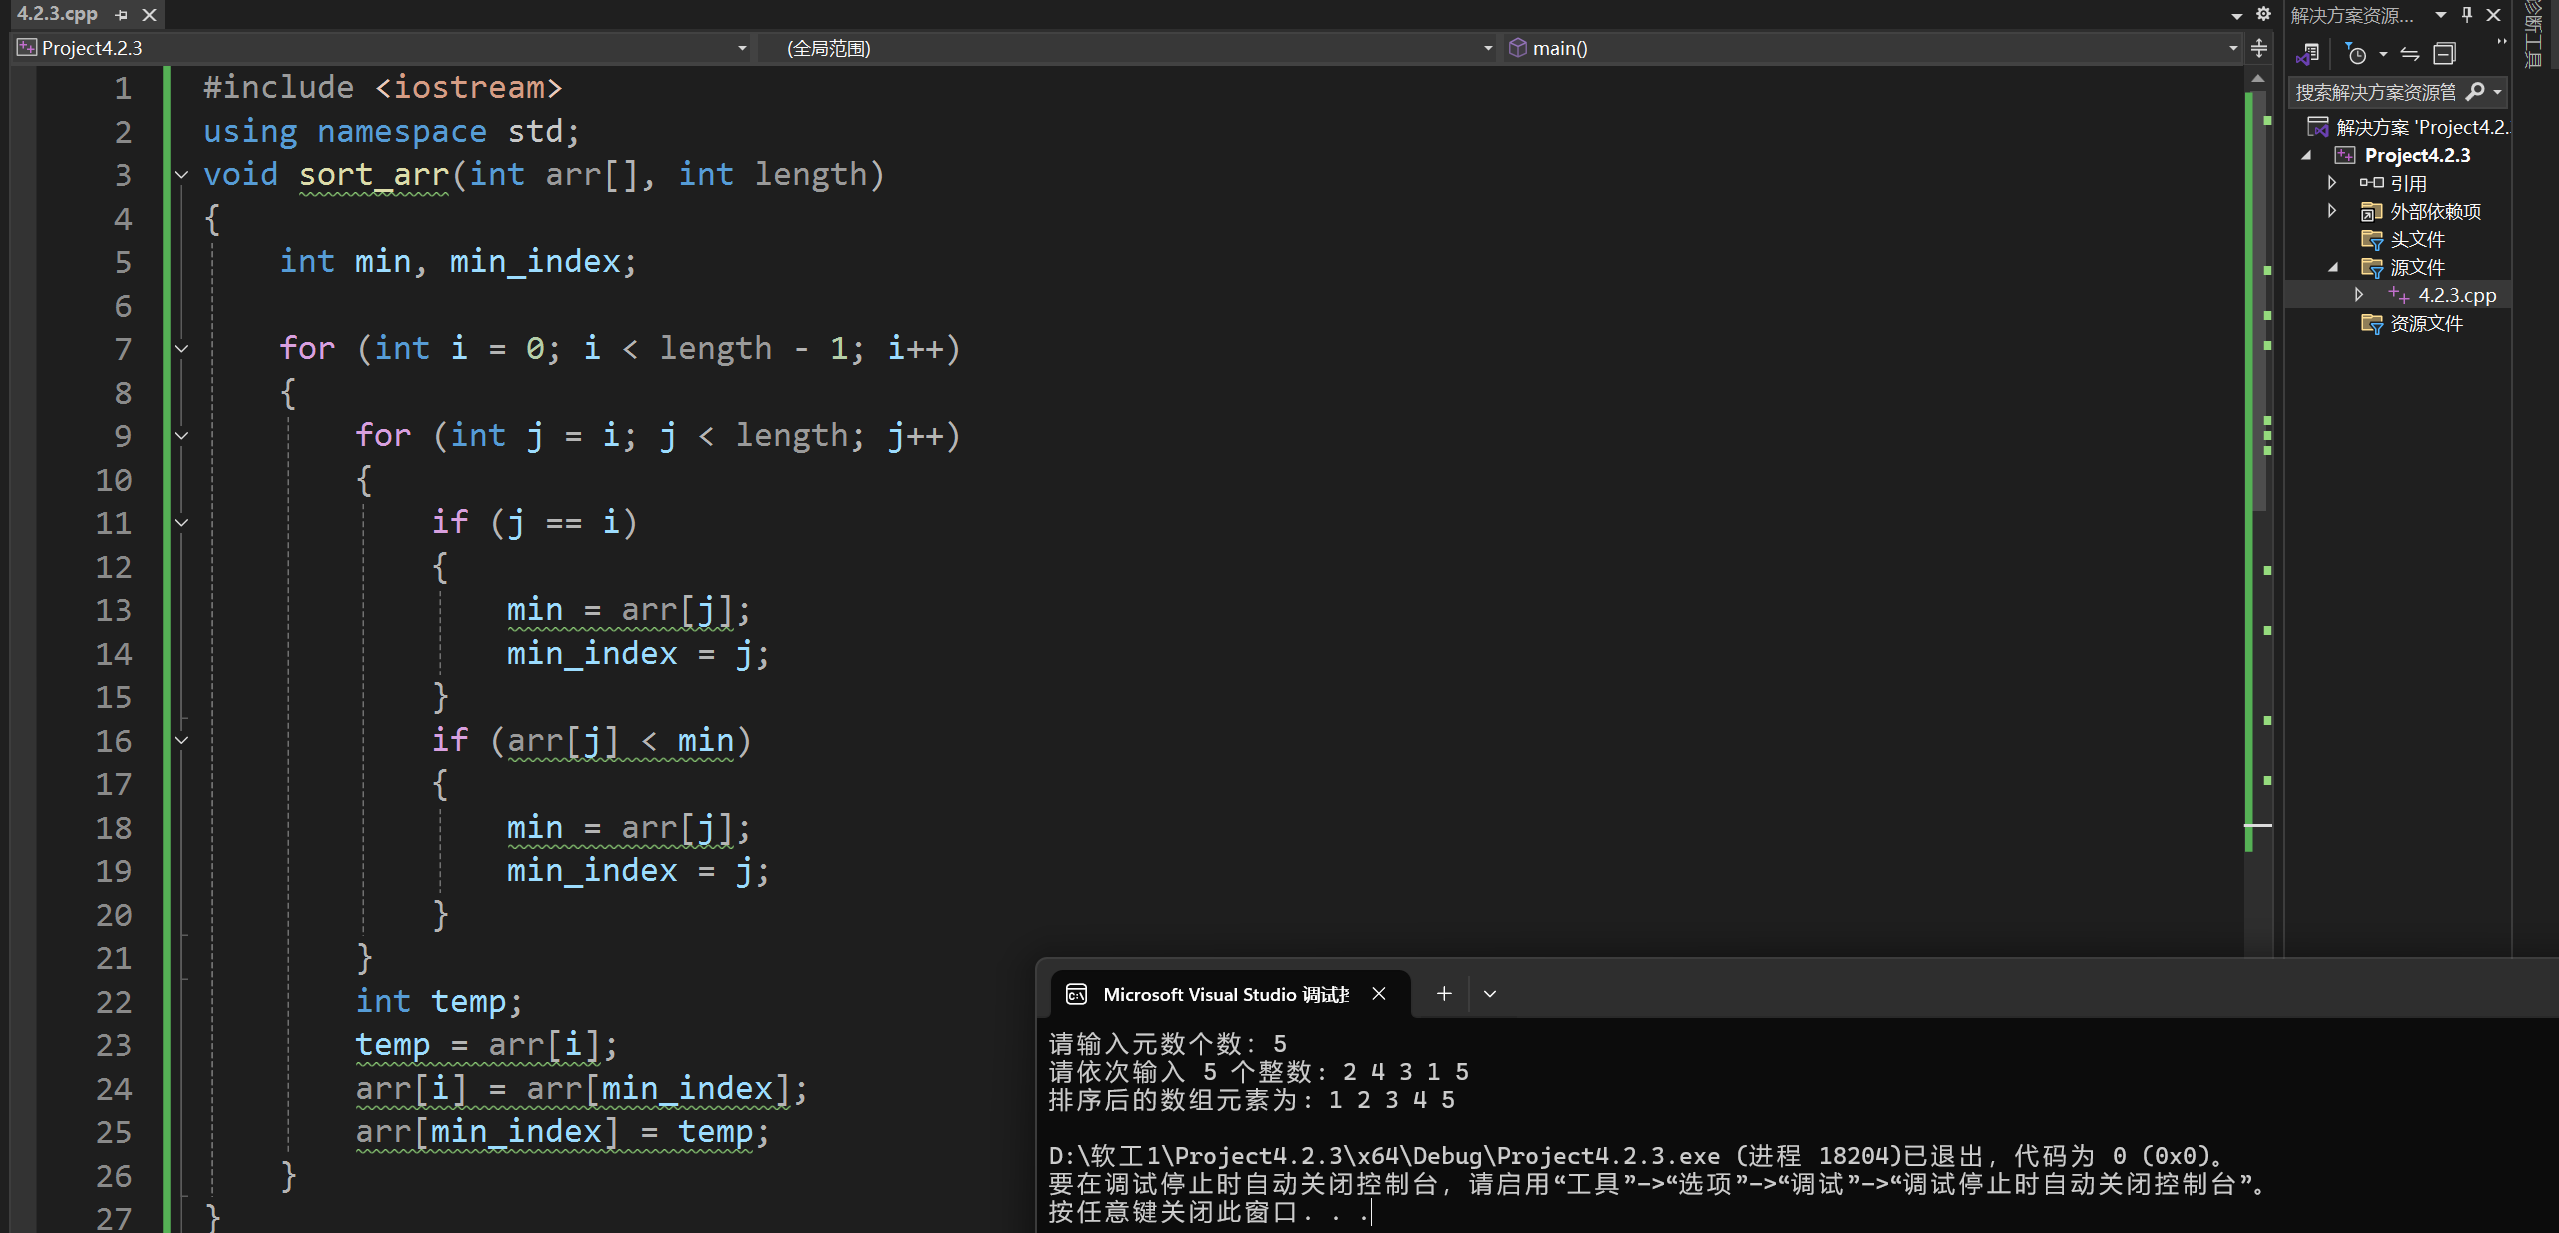 4.2.3.cpp
Project4.2.3
(全局范围)
main()
1 #include <iostream>
2 using namespace std;
3 void sort_arr(int arr[], int length)
4 {
5 int min, min_index;
6
7 for (int i = 0; i < length - 1; i++)
8 {
9 for (int j = i; j < length; j++)
10 {
11 if (j == i)
12 {
13 min = arr[j];
14 min_index = j;
15 }
16 if (arr[j] < min)
17 {
18 min = arr[j];
19 min_index = j;
20 }
21 }
22 int temp;
23 temp = arr[i];
24 arr[i] = arr[min_index];
25 arr[min_index] = temp;
26 }
27 }
解决方案资源...
搜索解决方案资源管
解决方案 'Project4.2.
Project4.2.3
引用
外部依赖项
头文件
源文件
4.2.3.cpp
资源文件
诊断工具
Microsoft Visual Studio 调试
请输入元数个数: 5
请依次输入 5 个整数: 2 4 3 1 5
排序后的数组元素为: 1 2 3 4 5
D:\软工1\Project4.2.3\x64\Debug\Project4.2.3.exe (进程 18204)已退出，代码为 0 (0x0)。
要在调试停止时自动关闭控制台，请启用“工具”->“选项”->“调试”->“调试停止时自动关闭控制台”。
按任意键关闭此窗口. . .